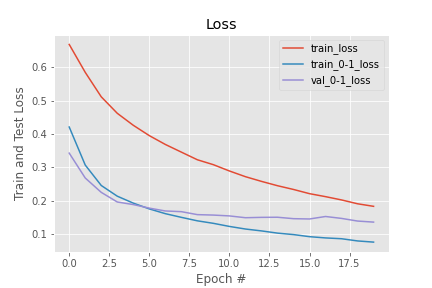 Loss
train_loss
train_0-1_loss
val_0-1_loss
Train and Test Loss
0.6
0.5
0.4
0.3
0.2
0.1
0.0 2.5 5.0 7.5 10.0 12.5 15.0 17.5
Epoch #